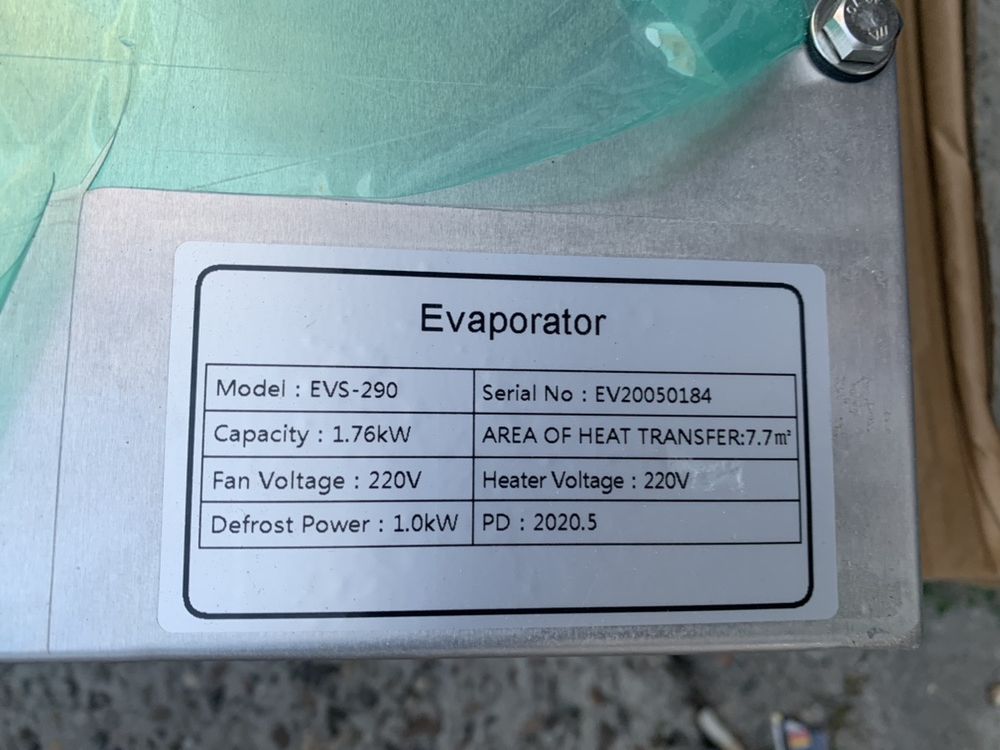 Evaporator
Model : EVS-290
Serial No : EV20050184
Capacity : 1.76kW
AREA OF HEAT TRANSFER:7.7㎡
Fan Voltage : 220V
Heater Voltage : 220V
Defrost Power : 1.0kW
PD : 2020.5